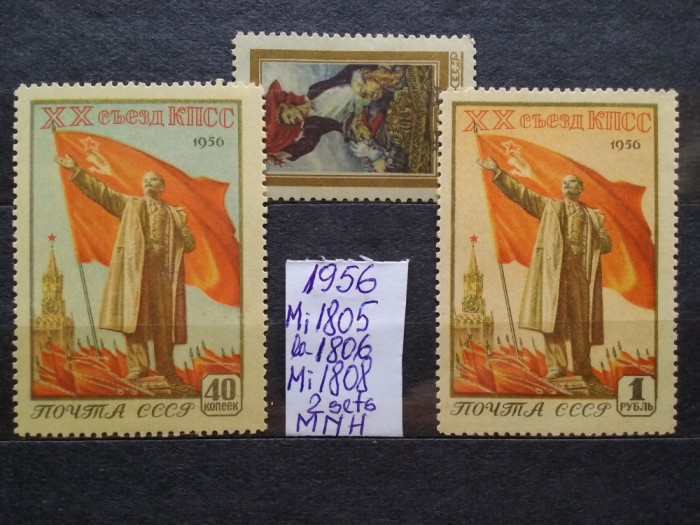 XX съезд КПСС
1956
40
КОПЕЕК
ПОЧТА СССР
XX съезд КПСС
1956
1
РУБЛЬ
ПОЧТА СССР
1956
Mi 1805
1806
Mi 1808
2 sets
MNH